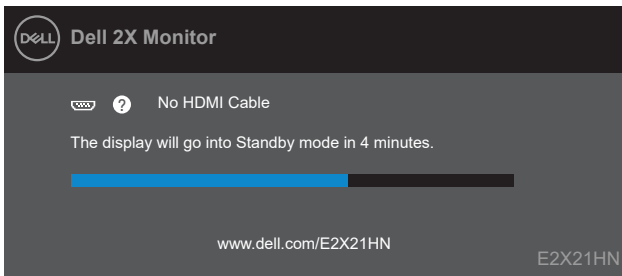 DELL Dell 2X Monitor
? No HDMI Cable
The display will go into Standby mode in 4 minutes.
www.dell.com/E2X21HN
E2X21HN